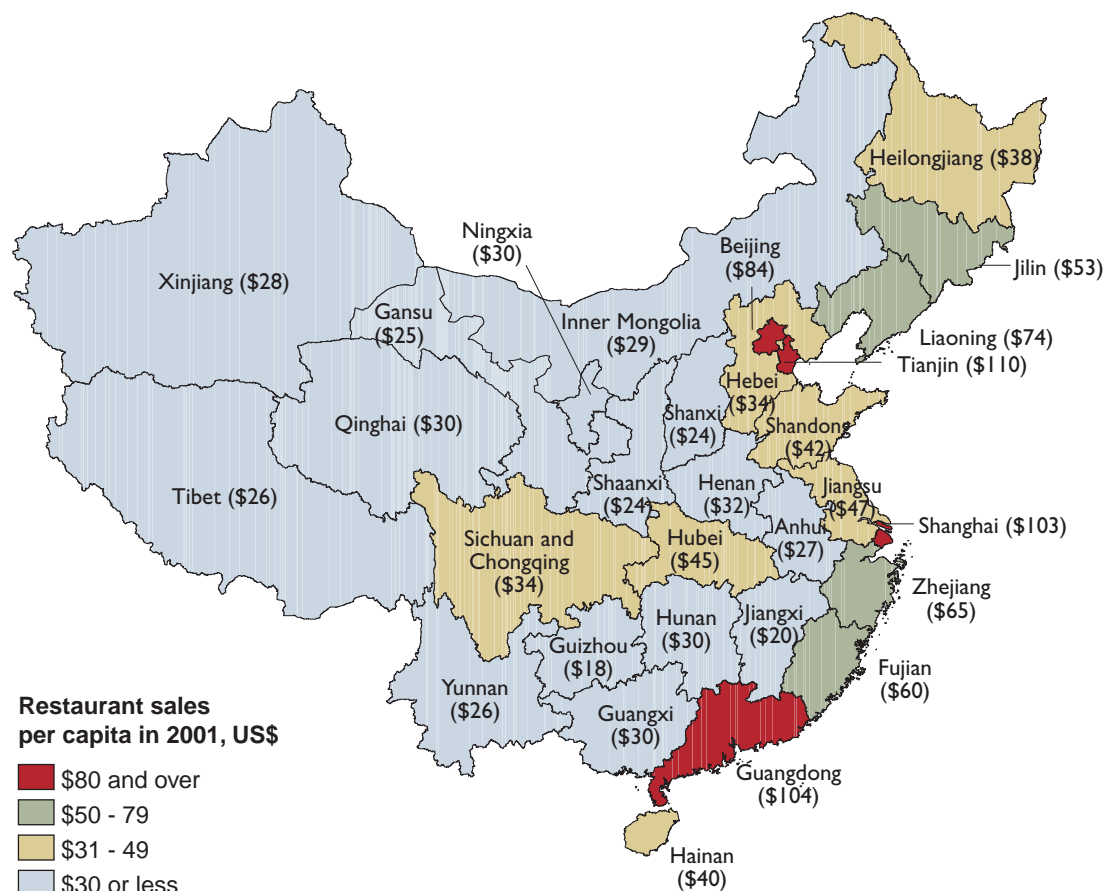 Heilongjiang ($38)
Ningxia
($30)
Beijing
($84)
Jilin ($53)
Xinjiang ($28)
Gansu
($25)
Inner Mongolia
($29)
Liaoning ($74)
Tianjin ($110)
Hebei
($34)
Qinghai ($30)
Shanxi
($24)
Shandong
($42)
Tibet ($26)
Shaanxi
($24)
Henan
($32)
Jiangsu
($47)
Shanghai ($103)
Anhui
($27)
Sichuan and
Chongqing
($34)
Hubei
($45)
Zhejiang
($65)
Hunan
($30)
Jiangxi
($20)
Guizhou
($18)
Fujian
($60)
Yunnan
($26)
Guangxi
($30)
Guangdong
($104)
Hainan
($40)
Restaurant sales
per capita in 2001, US$
$80 and over
$50 - 79
$31 - 49
$30 or less